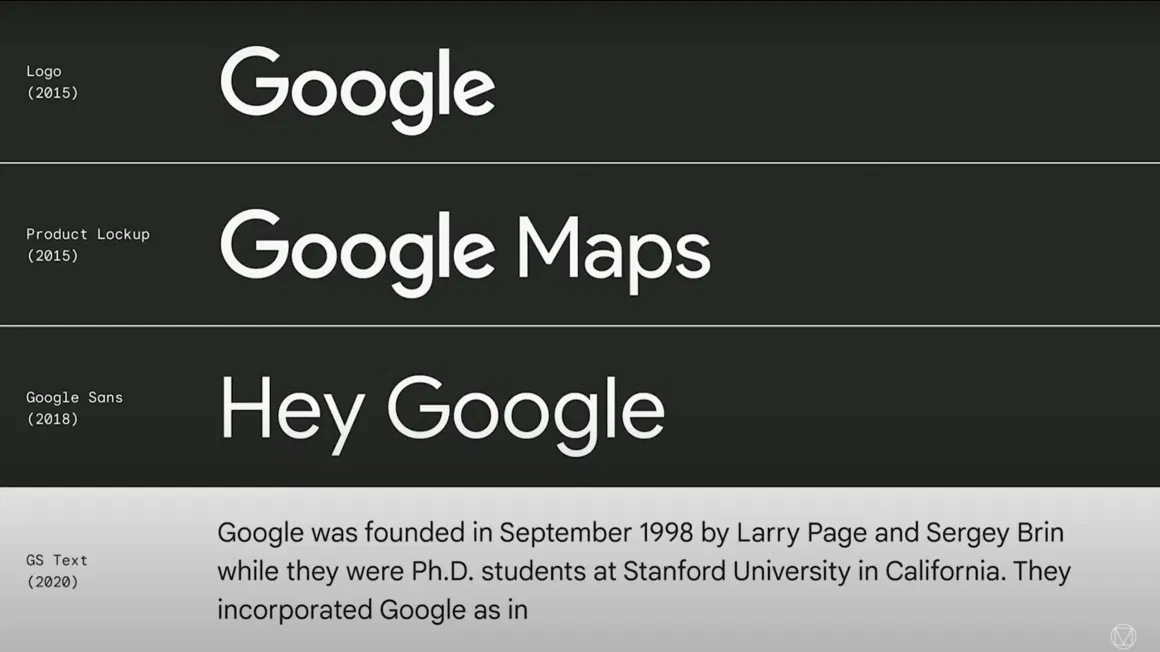 Logo
(2015)
Google
Product Lockup
(2015)
Google Maps
Google Sans
(2018)
Hey Google
GS Text
(2020)
Google was founded in September 1998 by Larry Page and Sergey Brin
while they were Ph.D. students at Stanford University in California. They
incorporated Google as in